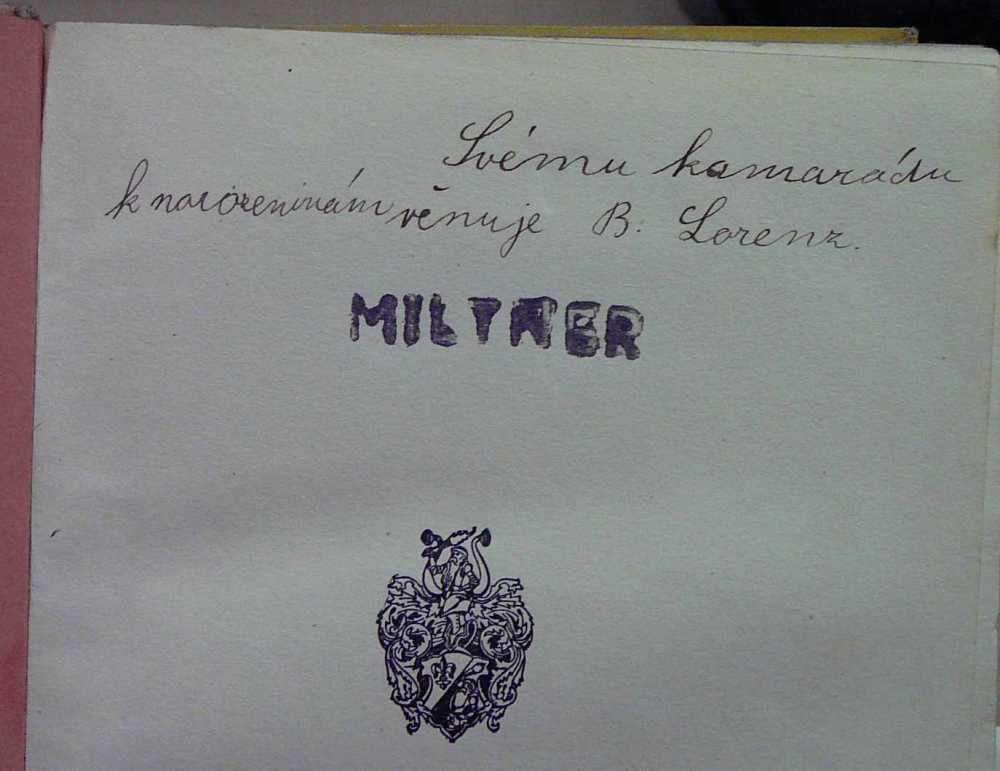 Svému kamarádu
k narozeninám věnuje B. Lorenz.
MILTNER